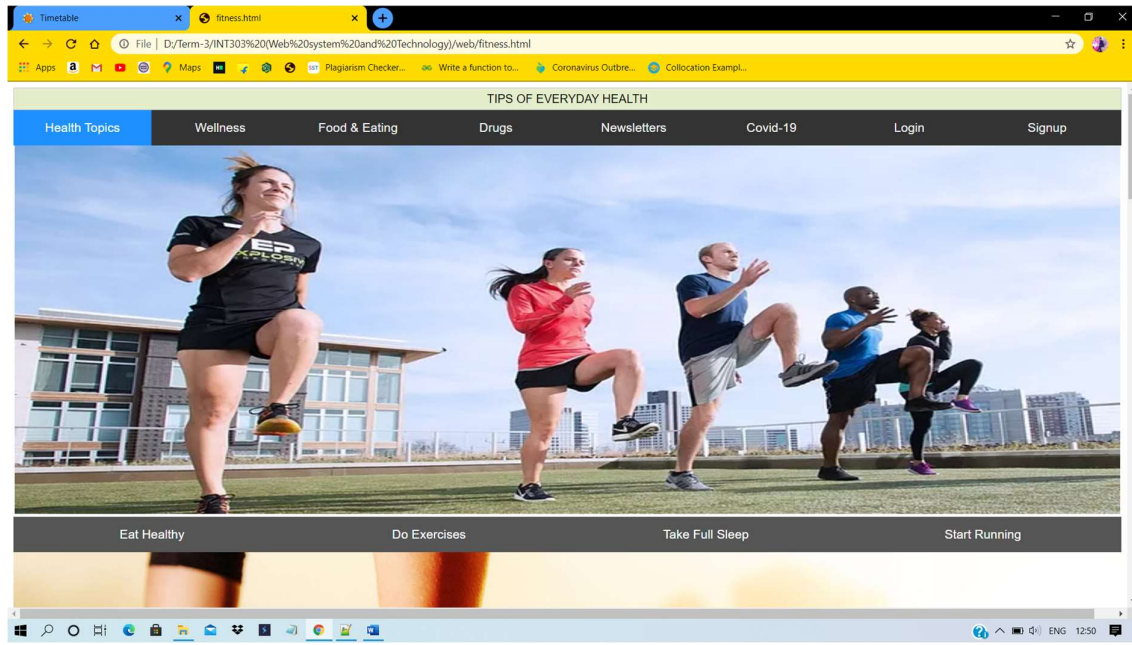 Timetable
fitness.html
File | D:/Term-3/INT303%20(Web%20system%20and%20Technology)/web/fitness.html
Apps
Maps
Plagiarism Checker...
Write a function to...
Coronavirus Outbre...
Collocation Exampl...
TIPS OF EVERYDAY HEALTH
Health Topics
Wellness
Food & Eating
Drugs
Newsletters
Covid-19
Login
Signup
EP
EXPLOSIV
Eat Healthy
Do Exercises
Take Full Sleep
Start Running
ENG
12:50